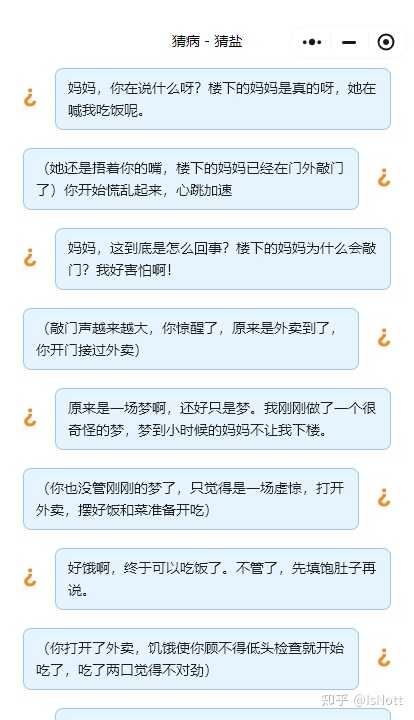 猜病 - 猜盐
妈妈，你在说什么呀？楼下的妈妈是真的呀，她在
喊我吃饭呢。
（她还是捂着你的嘴，楼下的妈妈已经在门外敲门
了）你开始慌乱起来，心跳加速
妈妈，这到底是怎么回事？楼下的妈妈为什么会敲
门？我好害怕啊！
（敲门声越来越大，你惊醒了，原来是外卖到了，
你开门接过外卖）
原来是一场梦啊，还好只是梦。我刚刚做了一个很
奇怪的梦，梦到小时候的妈妈不让我下楼。
（你也没管刚刚的梦了，只觉得是一场虚惊，打开
外卖，摆好饭和菜准备开吃）
好饿啊，终于可以吃饭了。不管了，先填饱肚子再
说。
（你打开了外卖，饥饿使你顾不得低头检查就开始
吃了，吃了两口觉得不对劲）
知乎 @IsNott